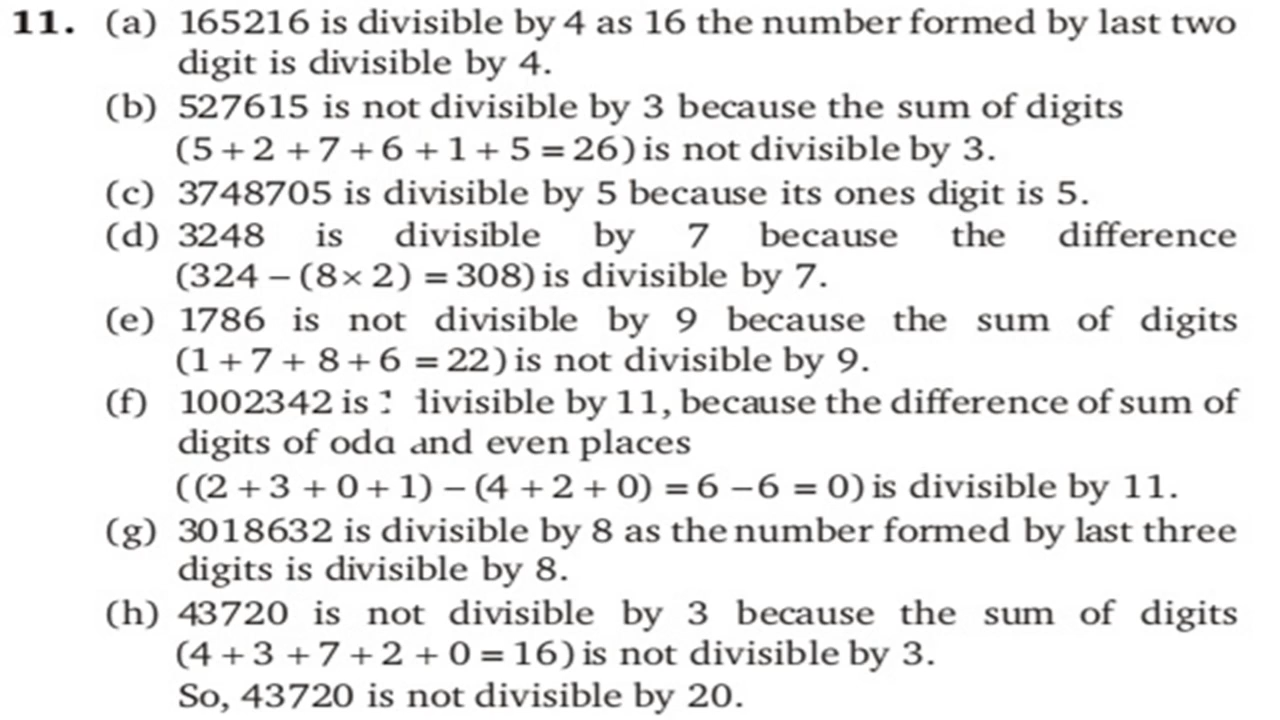 11. (a) 165216 is divisible by 4 as 16 the number formed by last two
digit is divisible by 4.
(b) 527615 is not divisible by 3 because the sum of digits
(5 + 2 + 7 + 6 + 1 + 5 = 26) is not divisible by 3.
(c) 3748705 is divisible by 5 because its ones digit is 5.
(d) 3248 is divisible by 7 because the difference
(324 – (8× 2) = 308) is divisible by 7.
(e) 1786 is not divisible by 9 because the sum of digits
(1 + 7 + 8 + 6 = 22) is not divisible by 9.
(f) 1002342 is divisible by 11, because the difference of sum of
digits of odd and even places
((2 + 3 + 0 + 1) – (4 + 2 + 0) = 6 – 6 = 0) is divisible by 11.
(g) 3018632 is divisible by 8 as the number formed by last three
digits is divisible by 8.
(h) 43720 is not divisible by 3 because the sum of digits
(4 + 3 + 7 + 2 + 0 = 16) is not divisible by 3.
So, 43720 is not divisible by 20.